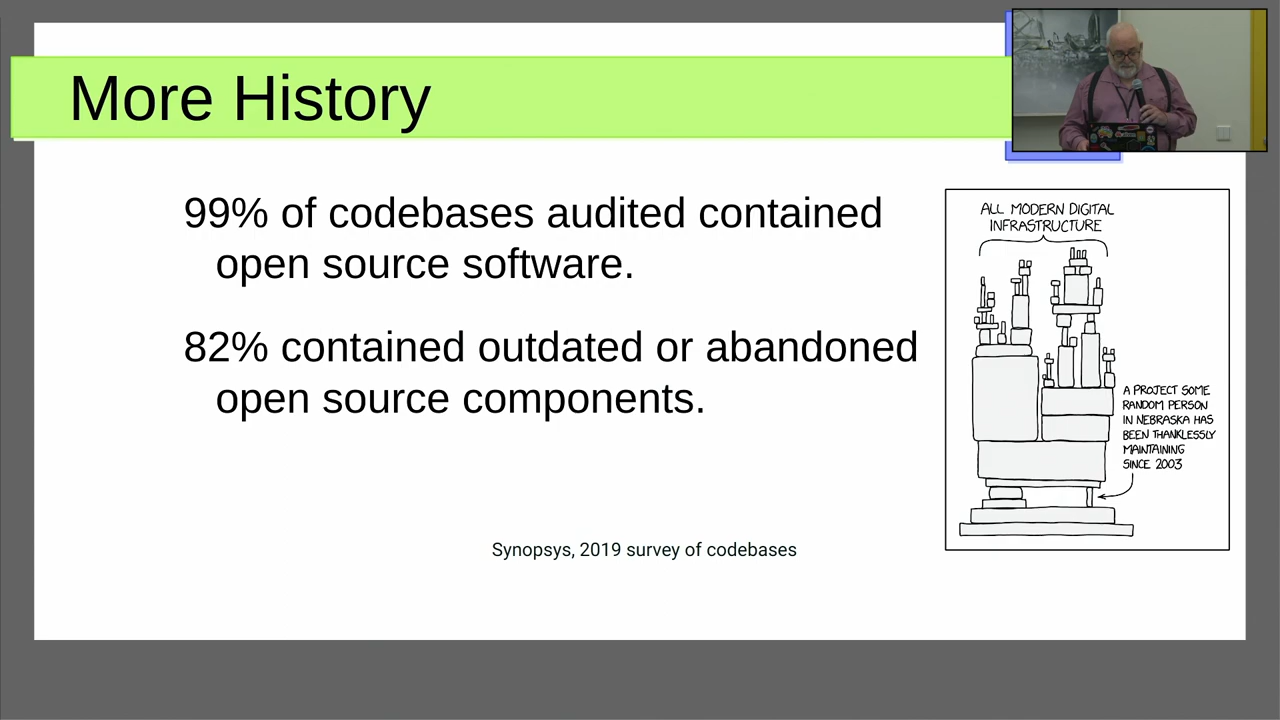 More History
99% of codebases audited contained
open source software.
82% contained outdated or abandoned
open source components.
Synopsys, 2019 survey of codebases
ALL MODERN DIGITAL
INFRASTRUCTURE
A PROJECT SOME
RANDOM PERSON
IN NEBRASKA HAS
BEEN THANKLESSLY
MAINTAINING
SINCE 2003